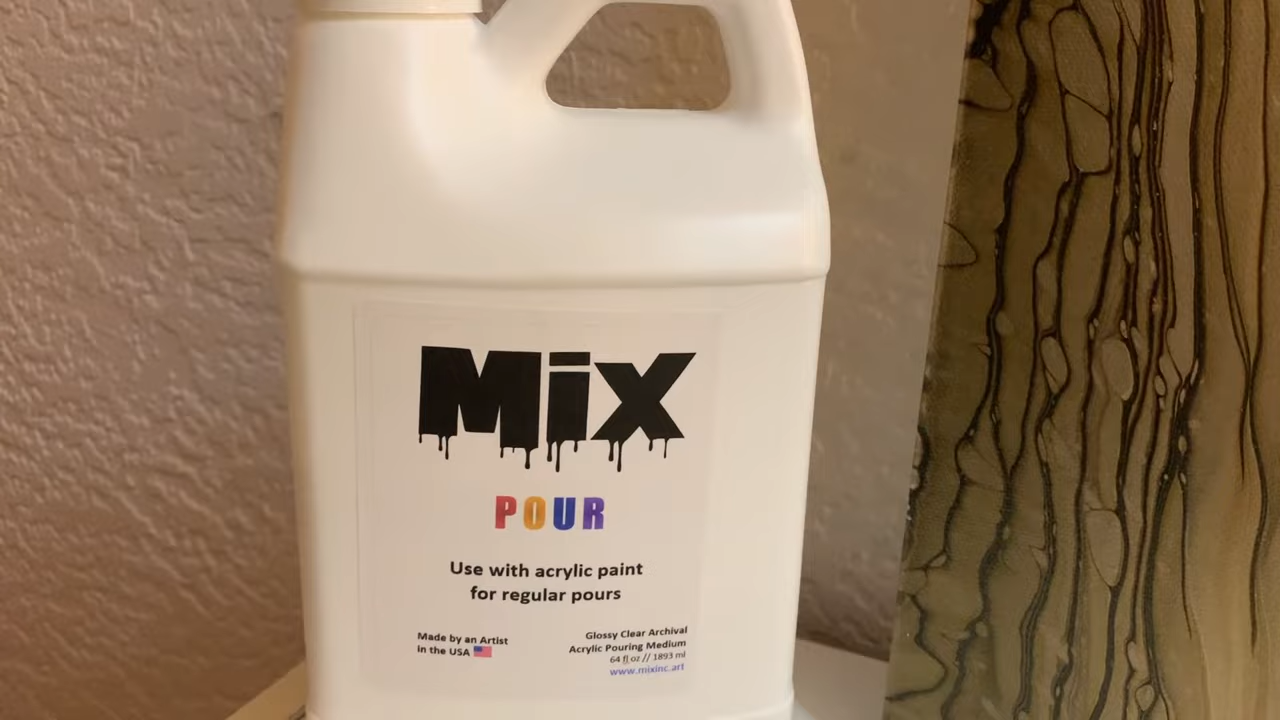 Mix
POUR
Use with acrylic paint
for regular pours
Made by an Artist
in the USA
Glossy Clear Archival
Acrylic Pouring Medium
64 fl oz // 1893 ml
www.mixinc.art